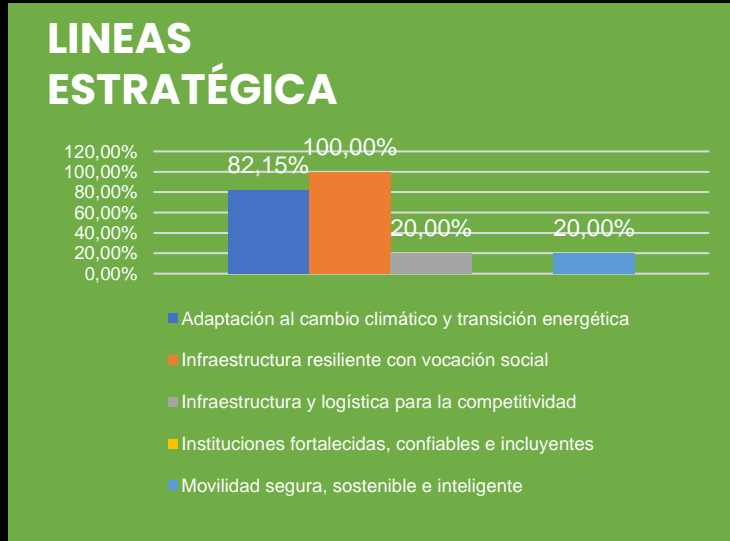 LINEAS
ESTRATÉGICA
120,00%
100,00%
80,00%
60,00%
40,00%
20,00%
0,00%
82,15%
100,00%
20,00%
20,00%
Adaptación al cambio climático y transición energética
Infraestructura resiliente con vocación social
Infraestructura y logística para la competitividad
Instituciones fortalecidas, confiables e incluyentes
Movilidad segura, sostenible e inteligente